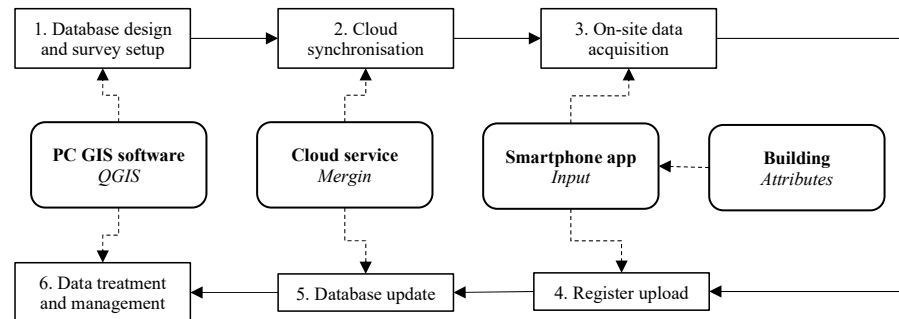 1. Database design
and survey setup
2. Cloud
synchronisation
3. On-site data
acquisition
PC GIS software
QGIS
Cloud service
Mergin
Smartphone app
Input
Building
Attributes
6. Data treatment
and management
5. Database update
4. Register upload